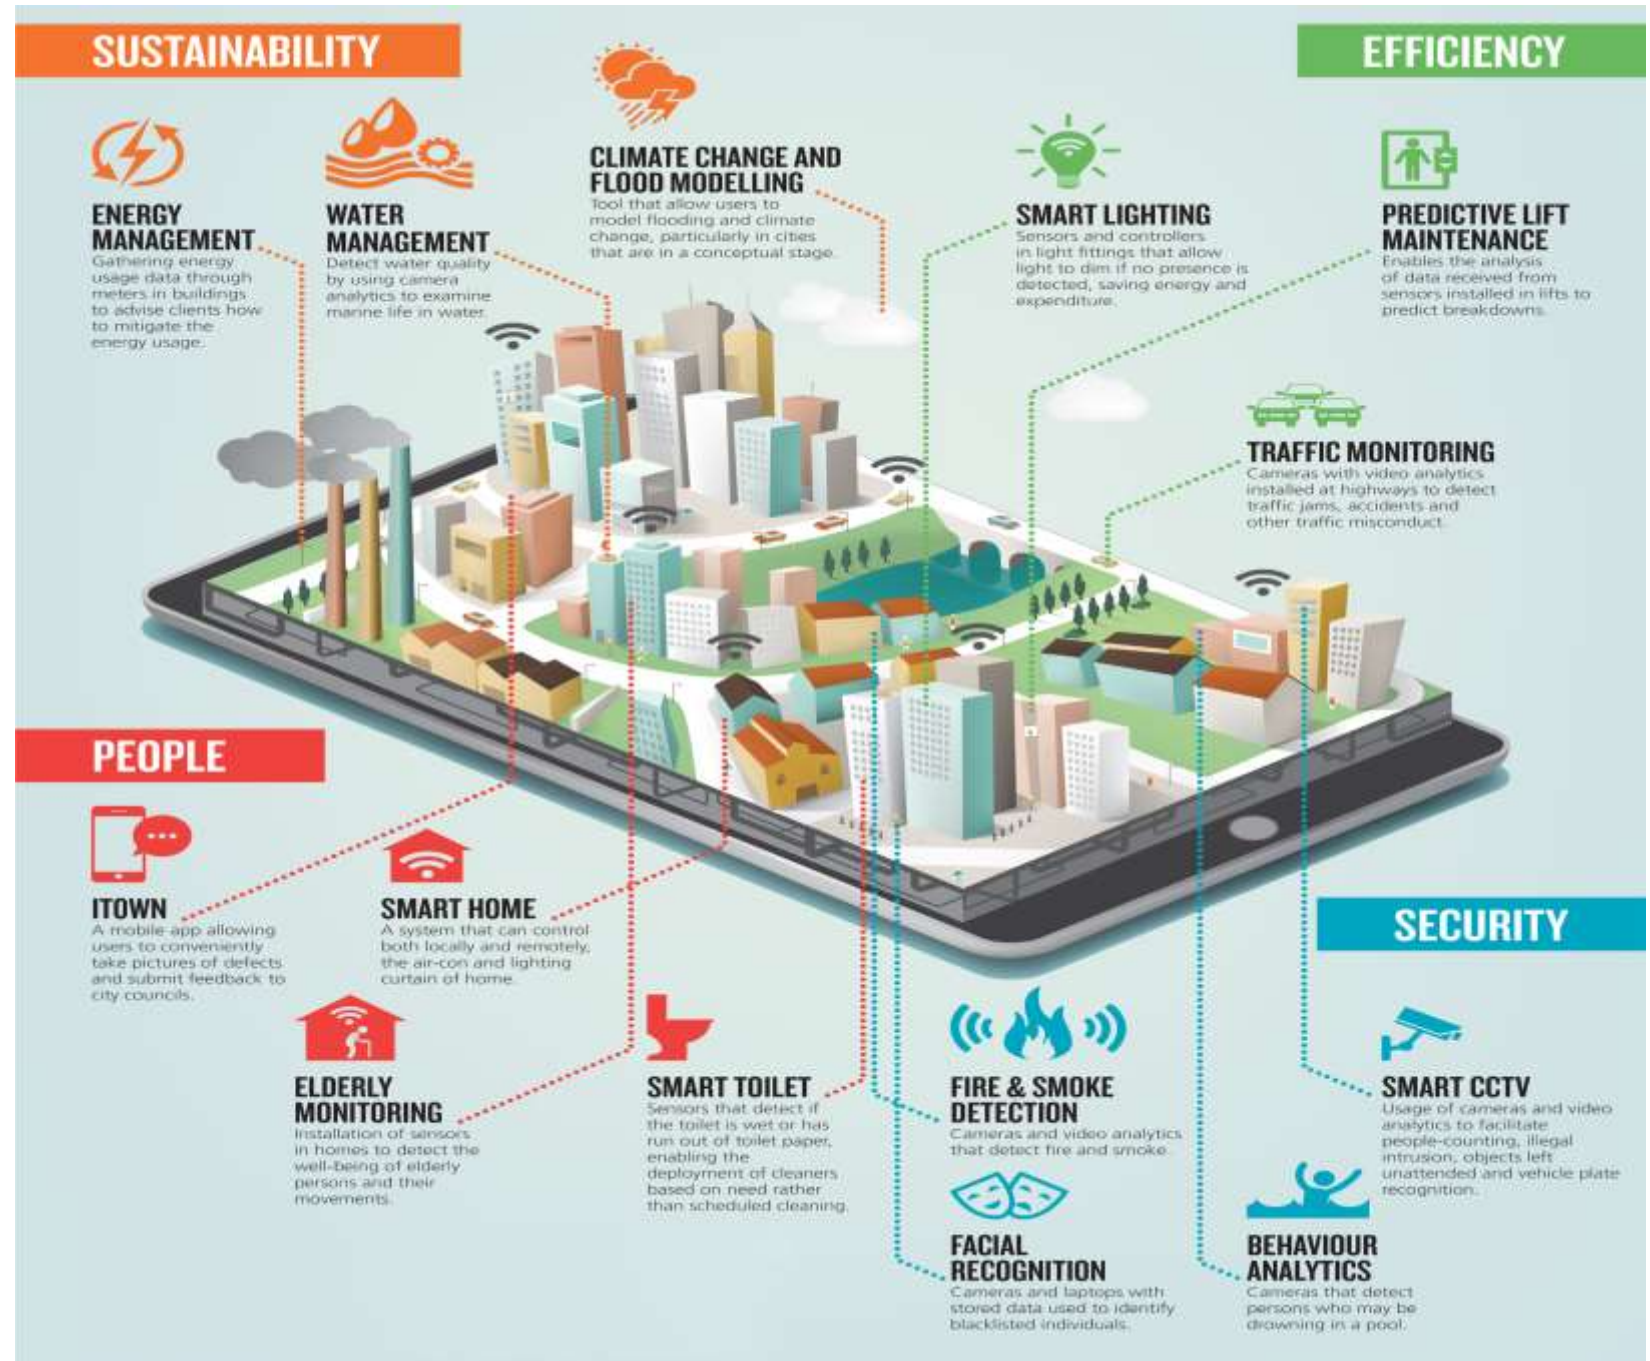 SUSTAINABILITY
EFFICIENCY
ENERGY
MANAGEMENT
Gathering energy
usage data through
meters in buildings
to advise clients how
to mitigate the
energy usage.
WATER
MANAGEMENT
Detect water quality
by using camera
analytics to examine
marine life in water.
CLIMATE CHANGE AND
FLOOD MODELLING
Tool that allow users to
model flooding and climate
change, particularly in cities
that are in a conceptual stage.
SMART LIGHTING
Sensors and controllers
in light fittings that allow
light to dim if no presence is
detected, saving energy and
expenditure.
PREDICTIVE LIFT
MAINTENANCE
Enables the analysis
of data received from
sensors installed in lifts to
predict breakdowns.
TRAFFIC MONITORING
Cameras with video analytics
installed at highways to detect
traffic jams, accidents and
other traffic misconduct.
PEOPLE
ITOWN
A mobile app allowing
users to conveniently
take pictures of defects
and submit feedback to
city councils.
SMART HOME
A system that can control
both locally and remotely,
the air-con and lighting
curtain of home.
ELDERLY
MONITORING
Installation of sensors
in homes to detect the
well-being of elderly
persons and their
movements.
SMART TOILET
Sensors that detect if
the toilet is wet or has
run out of toilet paper,
enabling the
deployment of cleaners
based on need rather
than scheduled cleaning.
SECURITY
FIRE & SMOKE
DETECTION
Cameras and video analytics
that detect fire and smoke.
SMART CCTV
Usage of cameras and video
analytics to facilitate
people-counting, illegal
intrusion, objects left
unattended and vehicle plate
recognition.
FACIAL
RECOGNITION
Cameras and laptops with
stored data used to identify
blacklisted individuals.
BEHAVIOUR
ANALYTICS
Cameras that detect
persons who may be
drowning in a pool.